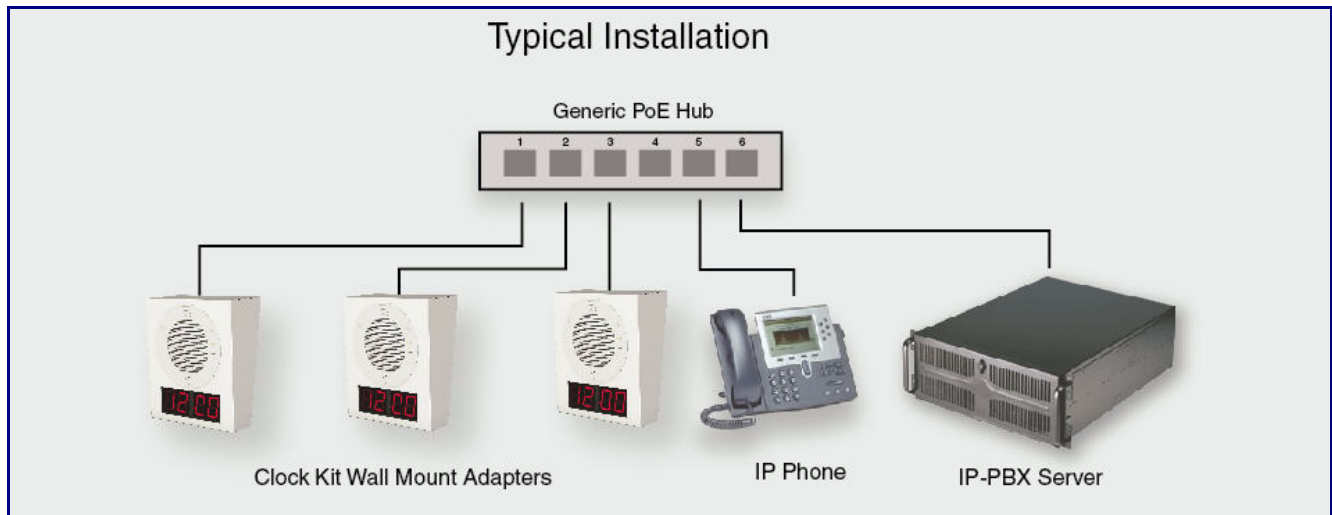 Typical Installation
Generic PoE Hub
1 2 3 4 5 6
12:00 12:00 12:00
Clock Kit Wall Mount Adapters
IP Phone
IP-PBX Server